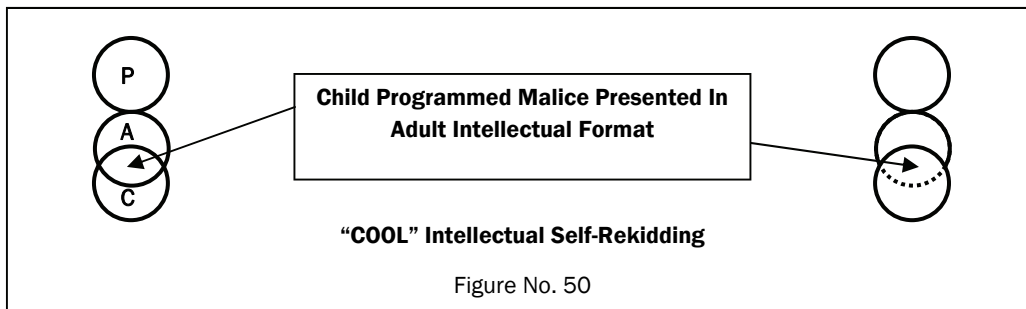 P
Child Programmed Malice Presented In
Adult Intellectual Format
A
C
“COOL” Intellectual Self-Rekidding
Figure No. 50